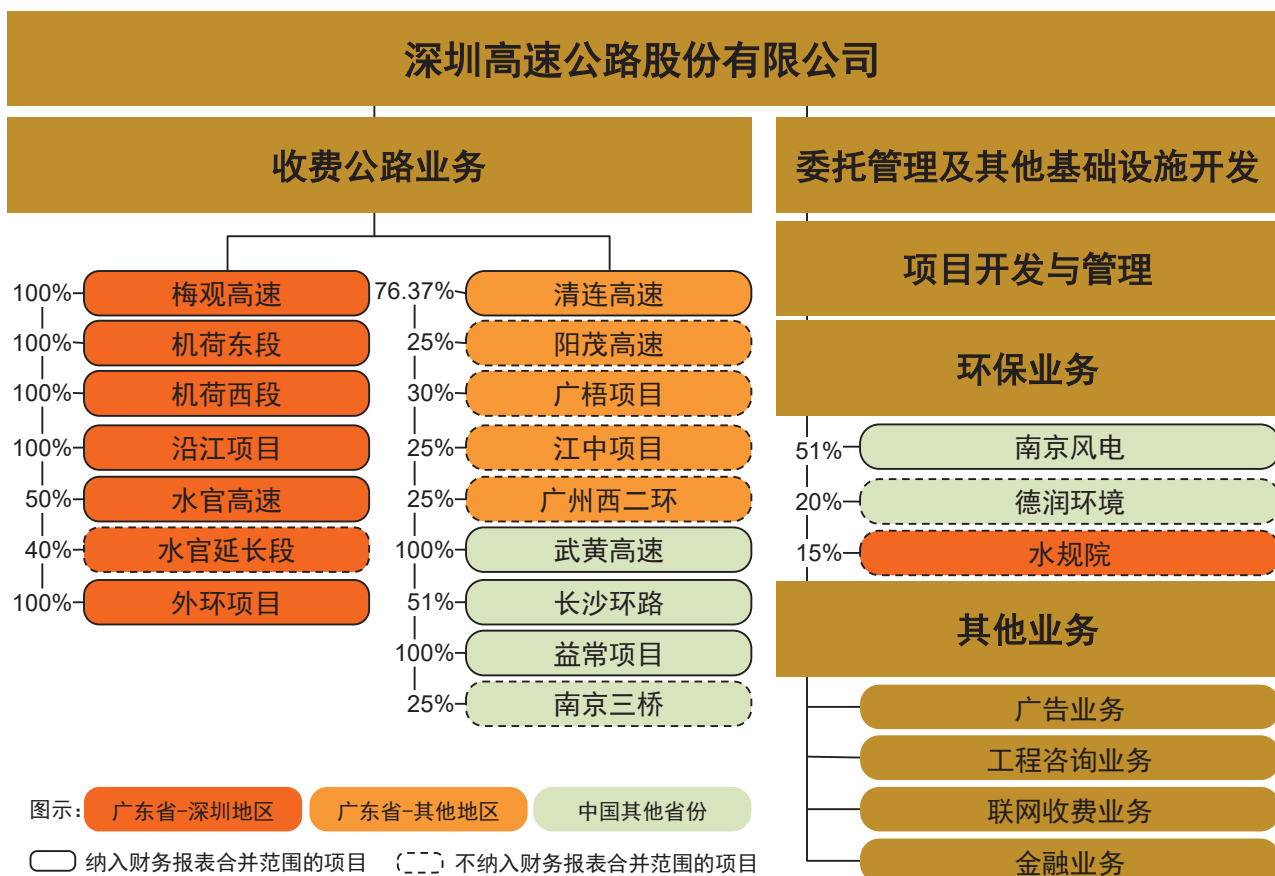 深圳高速公路股份有限公司
收费公路业务
100% 梅观高速
100% 机荷东段
100% 机荷西段
100% 沿江项目
50% 水官高速
40% 水官延长段
100% 外环项目
76.37% 清连高速
25% 阳茂高速
30% 广梧项目
25% 江中项目
25% 广州西二环
100% 武黄高速
51% 长沙环路
100% 益常项目
25% 南京三桥
委托管理及其他基础设施开发
项目开发与管理
环保业务
51% 南京风电
20% 德润环境
15% 水规院
其他业务
广告业务
工程咨询业务
联网收费业务
金融业务
图示： 广东省-深圳地区 广东省-其他地区 中国其他省份
纳入财务报表合并范围的项目 不纳入财务报表合并范围的项目